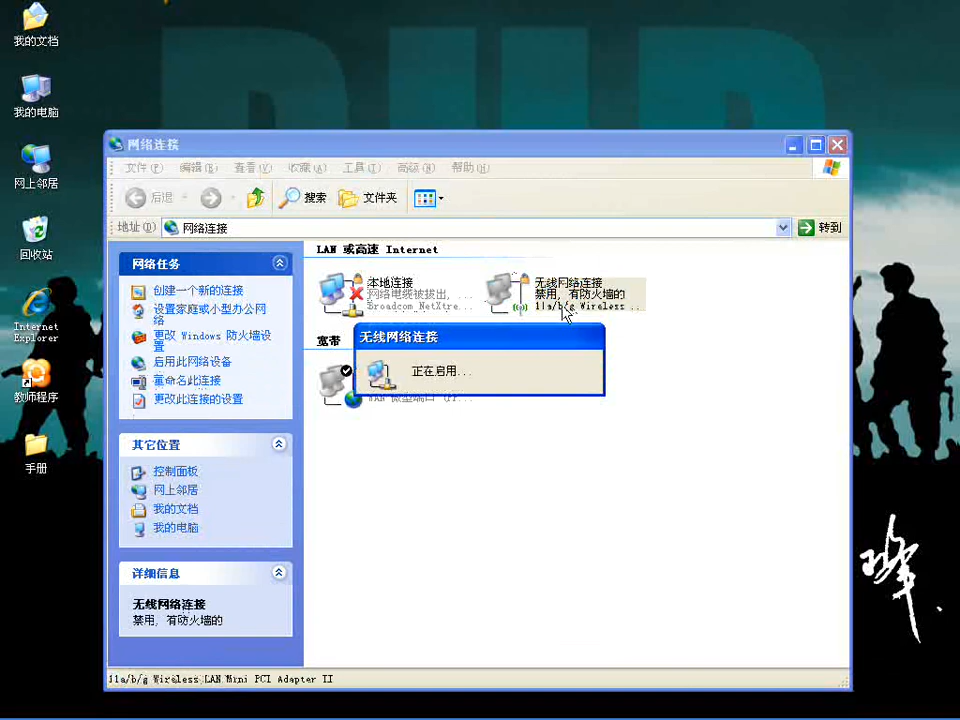 我的文档
我的电脑
网上邻居
回收站
Internet
Explorer
教师程序
手册
网络连接
文件(F) 编辑(E) 查看(V) 收藏(A) 工具(T) 高级(N) 帮助(H)
后退 搜索 文件夹
地址(D) 网络连接 转到
网络任务
创建一个新的连接
设置家庭或小型办公网
络
更改 Windows 防火墙设
置
启用此网络设备
重命名此连接
更改此连接的设置
其它位置
控制面板
网上邻居
我的文档
我的电脑
详细信息
无线网络连接
禁用，有防火墙的
LAN 或高速 Internet
本地连接
网络电缆被拔出，...
Broadcom NetXtre...
无线网络连接
禁用，有防火墙的
11a/b/g Wireless ...
宽带
无线网络连接
正在启用...
WAN 微型端口 (PP...
11a/b/g Wireless LAN Mini PCI Adapter II